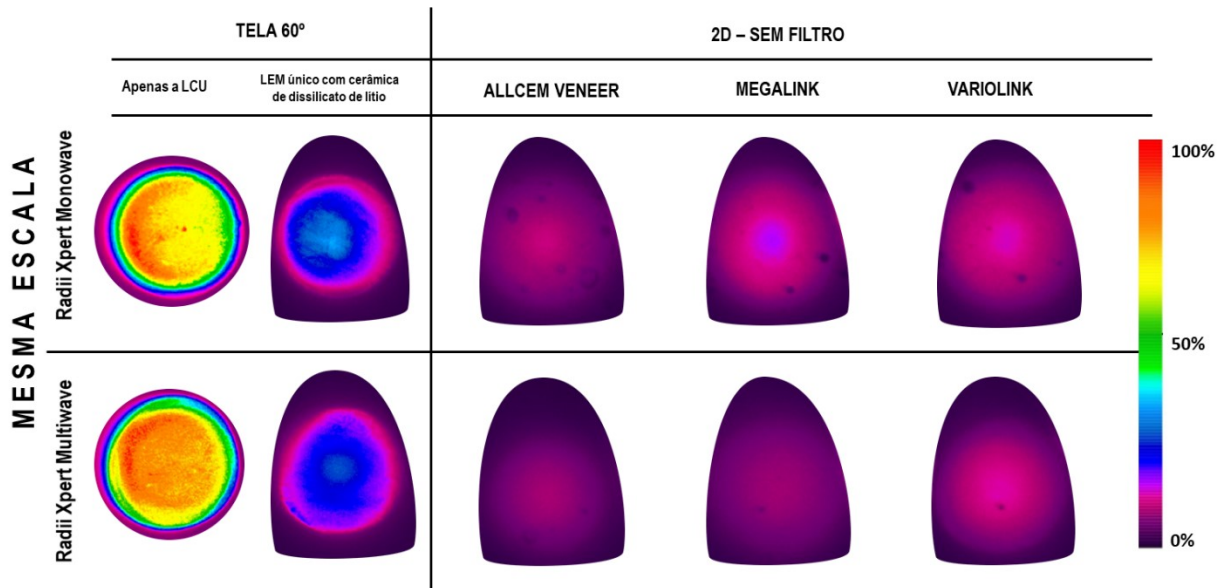 TELA 60º
2D – SEM FILTRO
Apenas a LCU
LEM único com cerâmica
de dissilicato de lítio
ALLCEM VENEER
MEGALINK
VARIOLINK
MESMA ESCALA
Radii Xpert Monowave
Radii Xpert Multiwave
100%
50%
0%